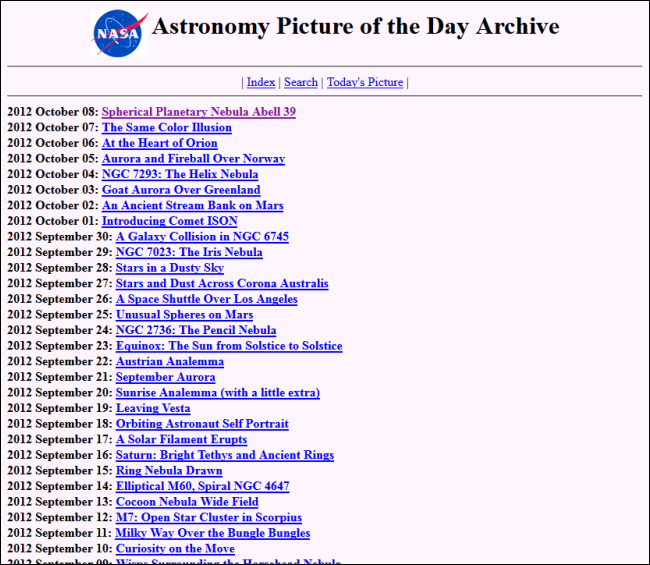 NASA
Astronomy Picture of the Day Archive
| Index | Search | Today's Picture |
2012 October 08: Spherical Planetary Nebula Abell 39
2012 October 07: The Same Color Illusion
2012 October 06: At the Heart of Orion
2012 October 05: Aurora and Fireball Over Norway
2012 October 04: NGC 7293: The Helix Nebula
2012 October 03: Goat Aurora Over Greenland
2012 October 02: An Ancient Stream Bank on Mars
2012 October 01: Introducing Comet ISON
2012 September 30: A Galaxy Collision in NGC 6745
2012 September 29: NGC 7023: The Iris Nebula
2012 September 28: Stars in a Dusty Sky
2012 September 27: Stars and Dust Across Corona Australis
2012 September 26: A Space Shuttle Over Los Angeles
2012 September 25: Unusual Spheres on Mars
2012 September 24: NGC 2736: The Pencil Nebula
2012 September 23: Equinox: The Sun from Solstice to Solstice
2012 September 22: Austrian Analemma
2012 September 21: September Aurora
2012 September 20: Sunrise Analemma (with a little extra)
2012 September 19: Leaving Vesta
2012 September 18: Orbiting Astronaut Self Portrait
2012 September 17: A Solar Filament Erupts
2012 September 16: Saturn: Bright Tethys and Ancient Rings
2012 September 15: Ring Nebula Drawn
2012 September 14: Elliptical M60, Spiral NGC 4647
2012 September 13: Cocoon Nebula Wide Field
2012 September 12: M7: Open Star Cluster in Scorpius
2012 September 11: Milky Way Over the Bungle Bungles
2012 September 10: Curiosity on the Move
2012 September 09: Wisps Surrounding the Horsehead Nebula